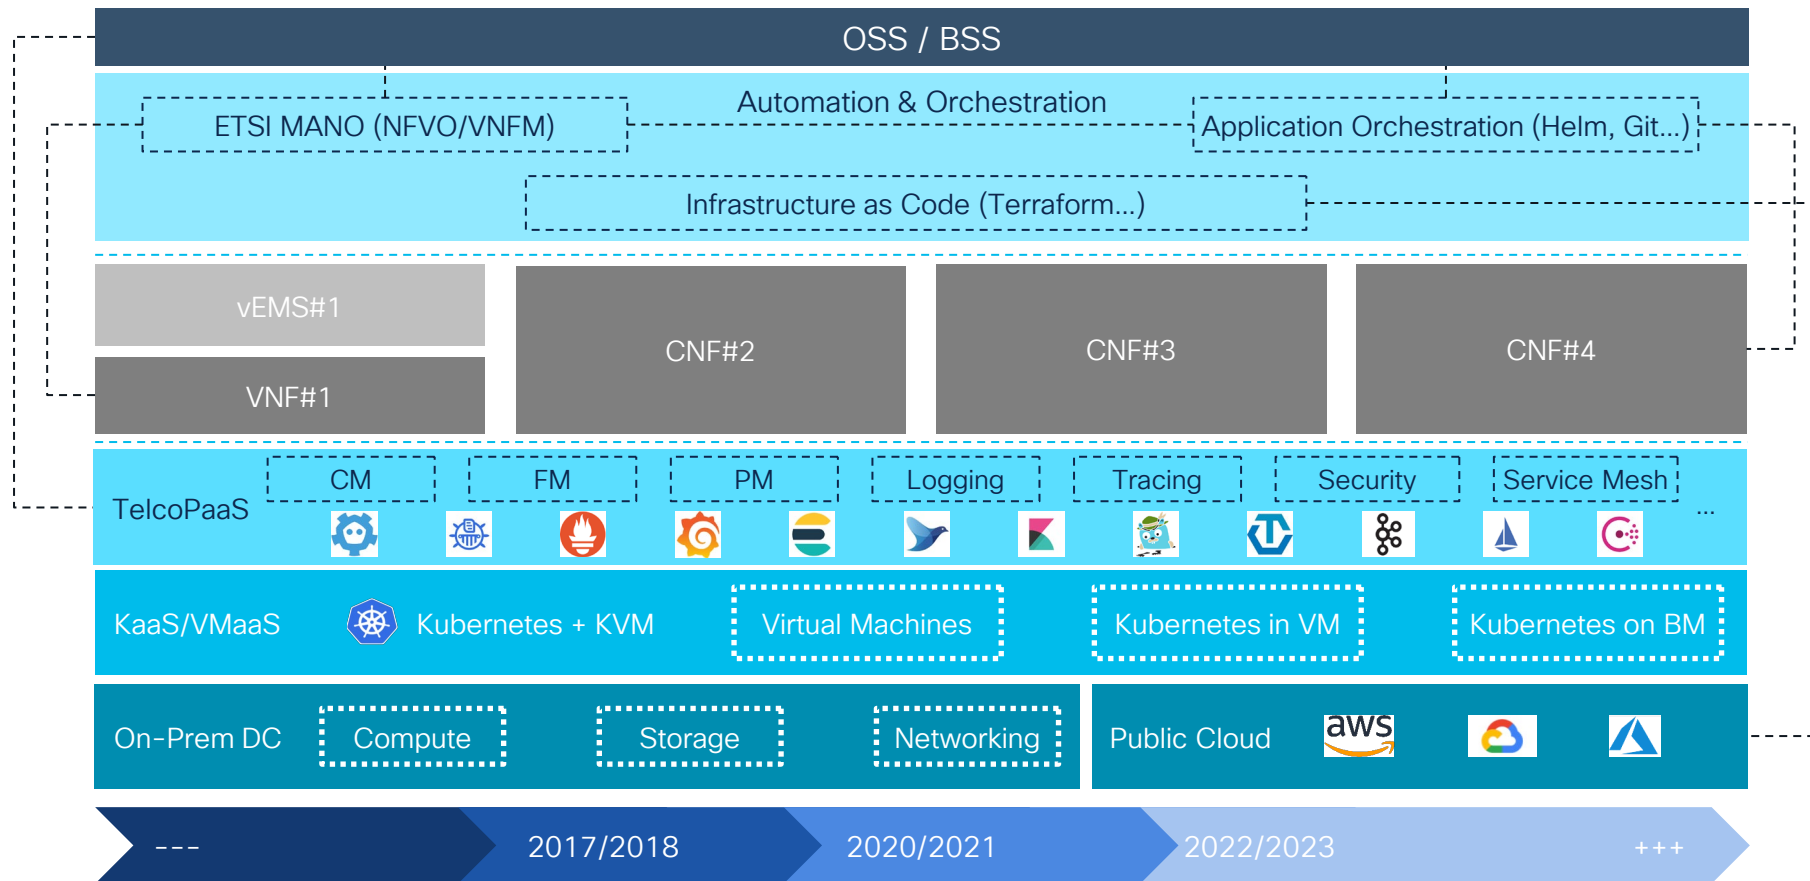 OSS / BSS
Automation & Orchestration
ETSI MANO (NFVO/VNFM)
Application Orchestration (Helm, Git...)
Infrastructure as Code (Terraform...)
vEMS#1
VNF#1
CNF#2
CNF#3
CNF#4
TelcoPaaS
CM
FM
PM
Logging
Tracing
Security
Service Mesh
...
KaaS/VMaaS
Kubernetes + KVM
Virtual Machines
Kubernetes in VM
Kubernetes on BM
On-Prem DC
Compute
Storage
Networking
Public Cloud
aws
---
2017/2018
2020/2021
2022/2023
+++